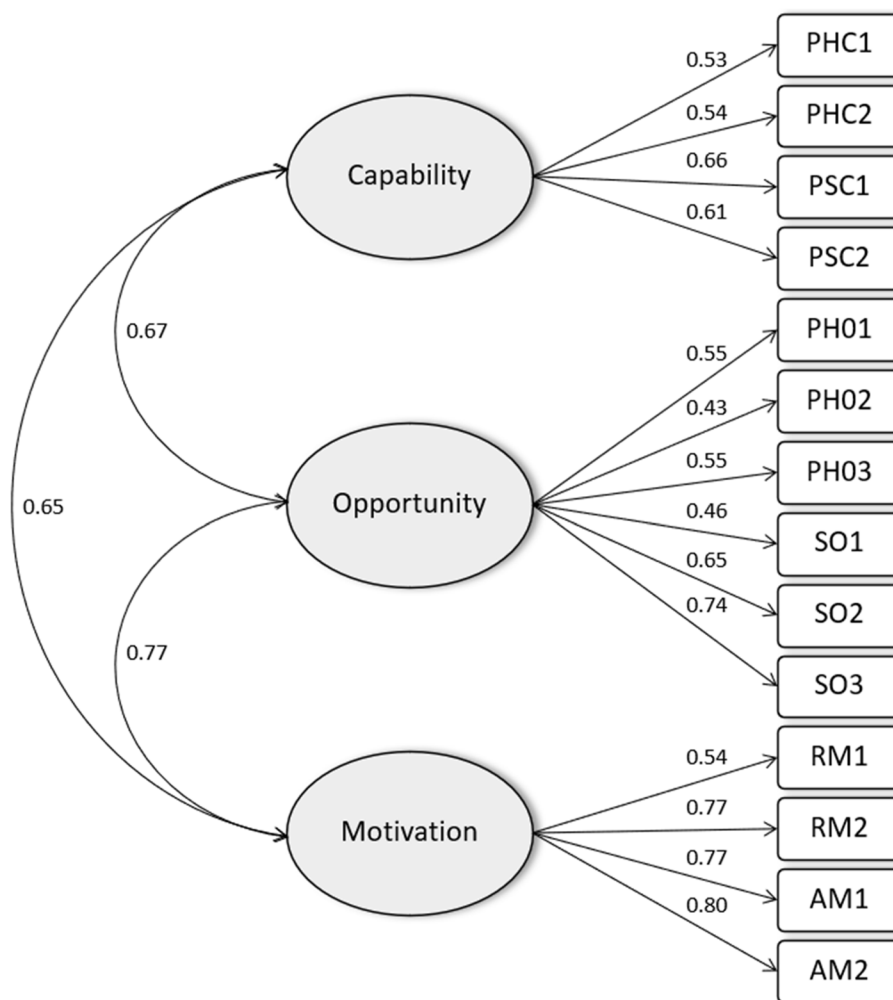 PHC1
0.53
PHC2
0.54
Capability
0.66
PSC1
0.61
PSC2
0.67
PH01
0.55
PH02
0.43
PH03
0.55
0.65
Opportunity
0.46
SO1
0.65
SO2
0.74
SO3
0.77
RM1
0.54
RM2
0.77
Motivation
0.77
AM1
0.80
AM2